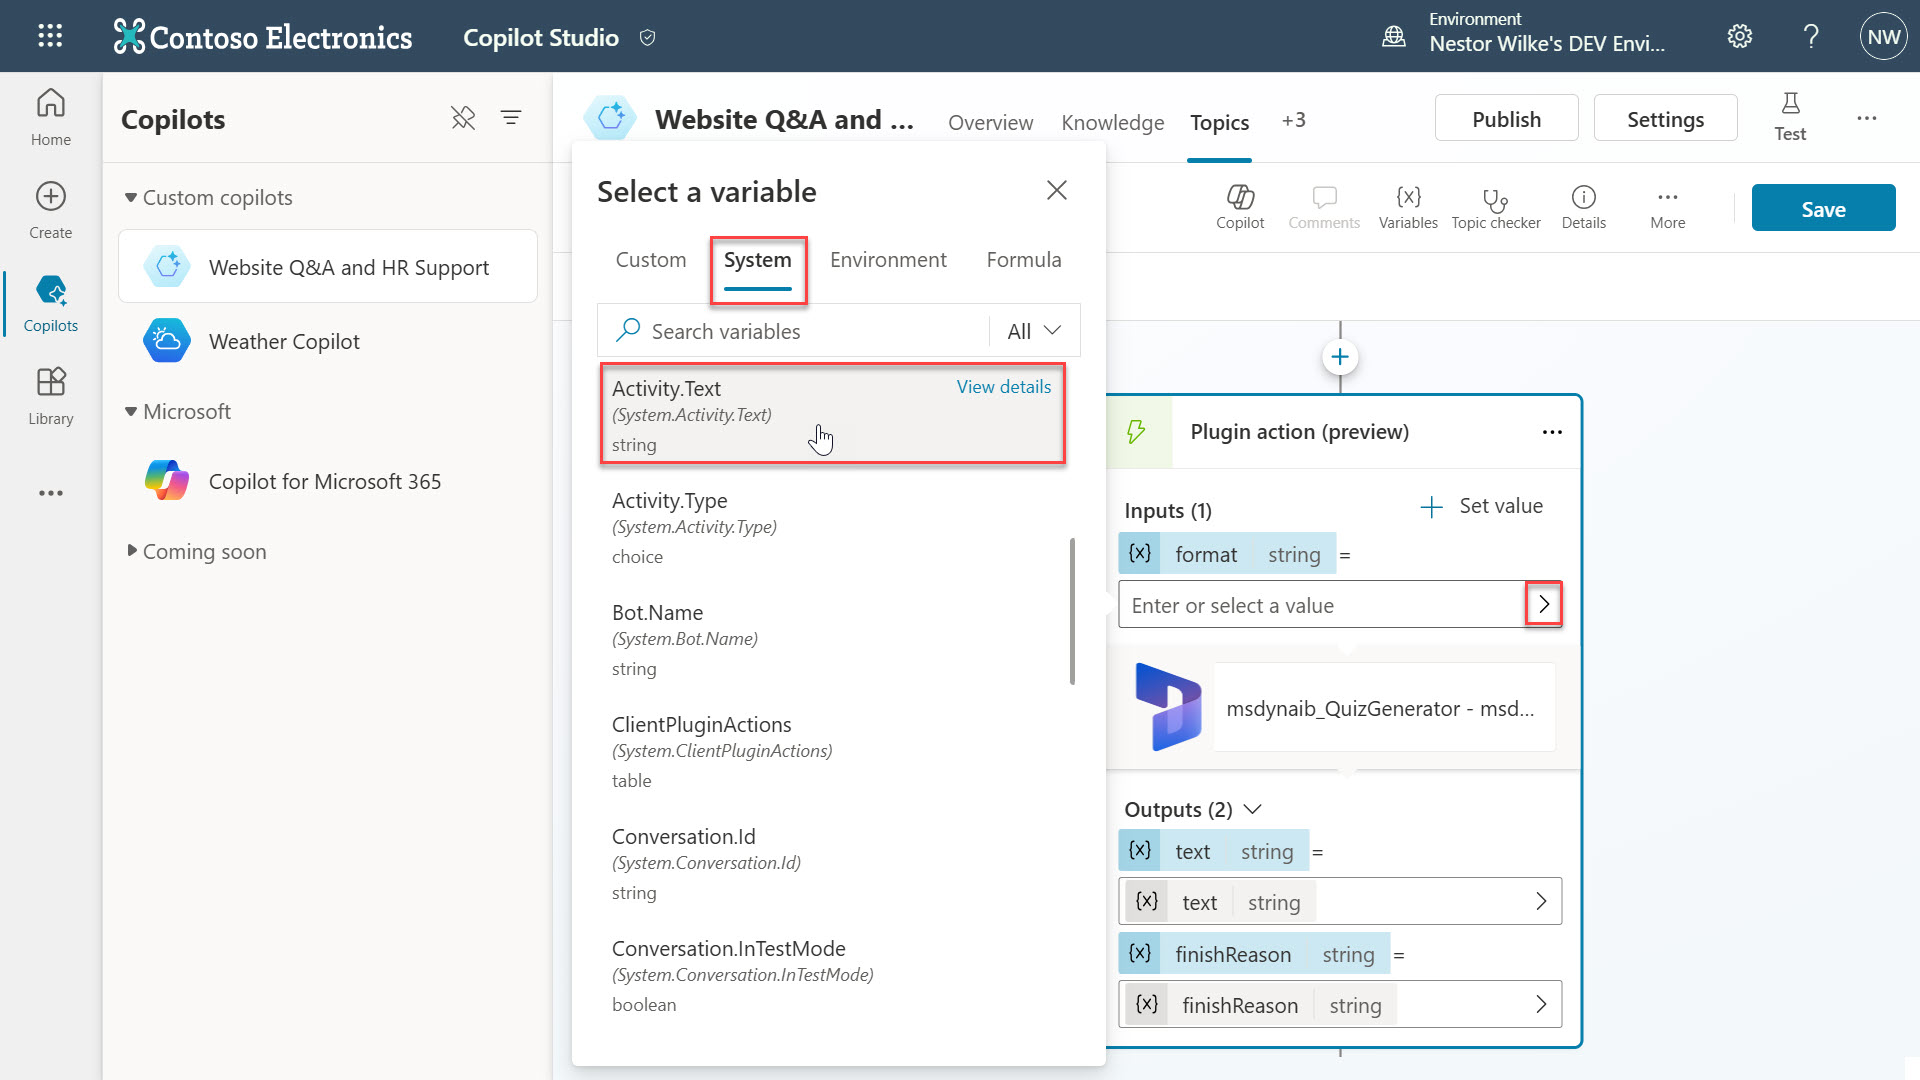 Contoso Electronics
Copilot Studio
Environment
Nestor Wilke's DEV Envi...
?
NW
Home
Create
Copilots
Library
Copilots
Custom copilots
Website Q&A and HR Support
Weather Copilot
Microsoft
Copilot for Microsoft 365
Coming soon
Website Q&A and ...
Overview
Knowledge
Topics
+3
Publish
Settings
Test
Copilot
Comments
{x}
Variables
Topic checker
Details
More
Save
Select a variable
Custom
System
Environment
Formula
Search variables
All
Activity.Text
View details
(System.Activity.Text)
string
Activity.Type
(System.Activity.Type)
choice
Bot.Name
(System.Bot.Name)
string
ClientPluginActions
(System.ClientPluginActions)
table
Conversation.Id
(System.Conversation.Id)
string
Conversation.InTestMode
(System.Conversation.InTestMode)
boolean
Plugin action (preview)
Inputs (1)
Set value
{x} format string =
Enter or select a value
msdynaib_QuizGenerator - msd...
Outputs (2)
{x} text string =
{x} text string
{x} finishReason string =
{x} finishReason string